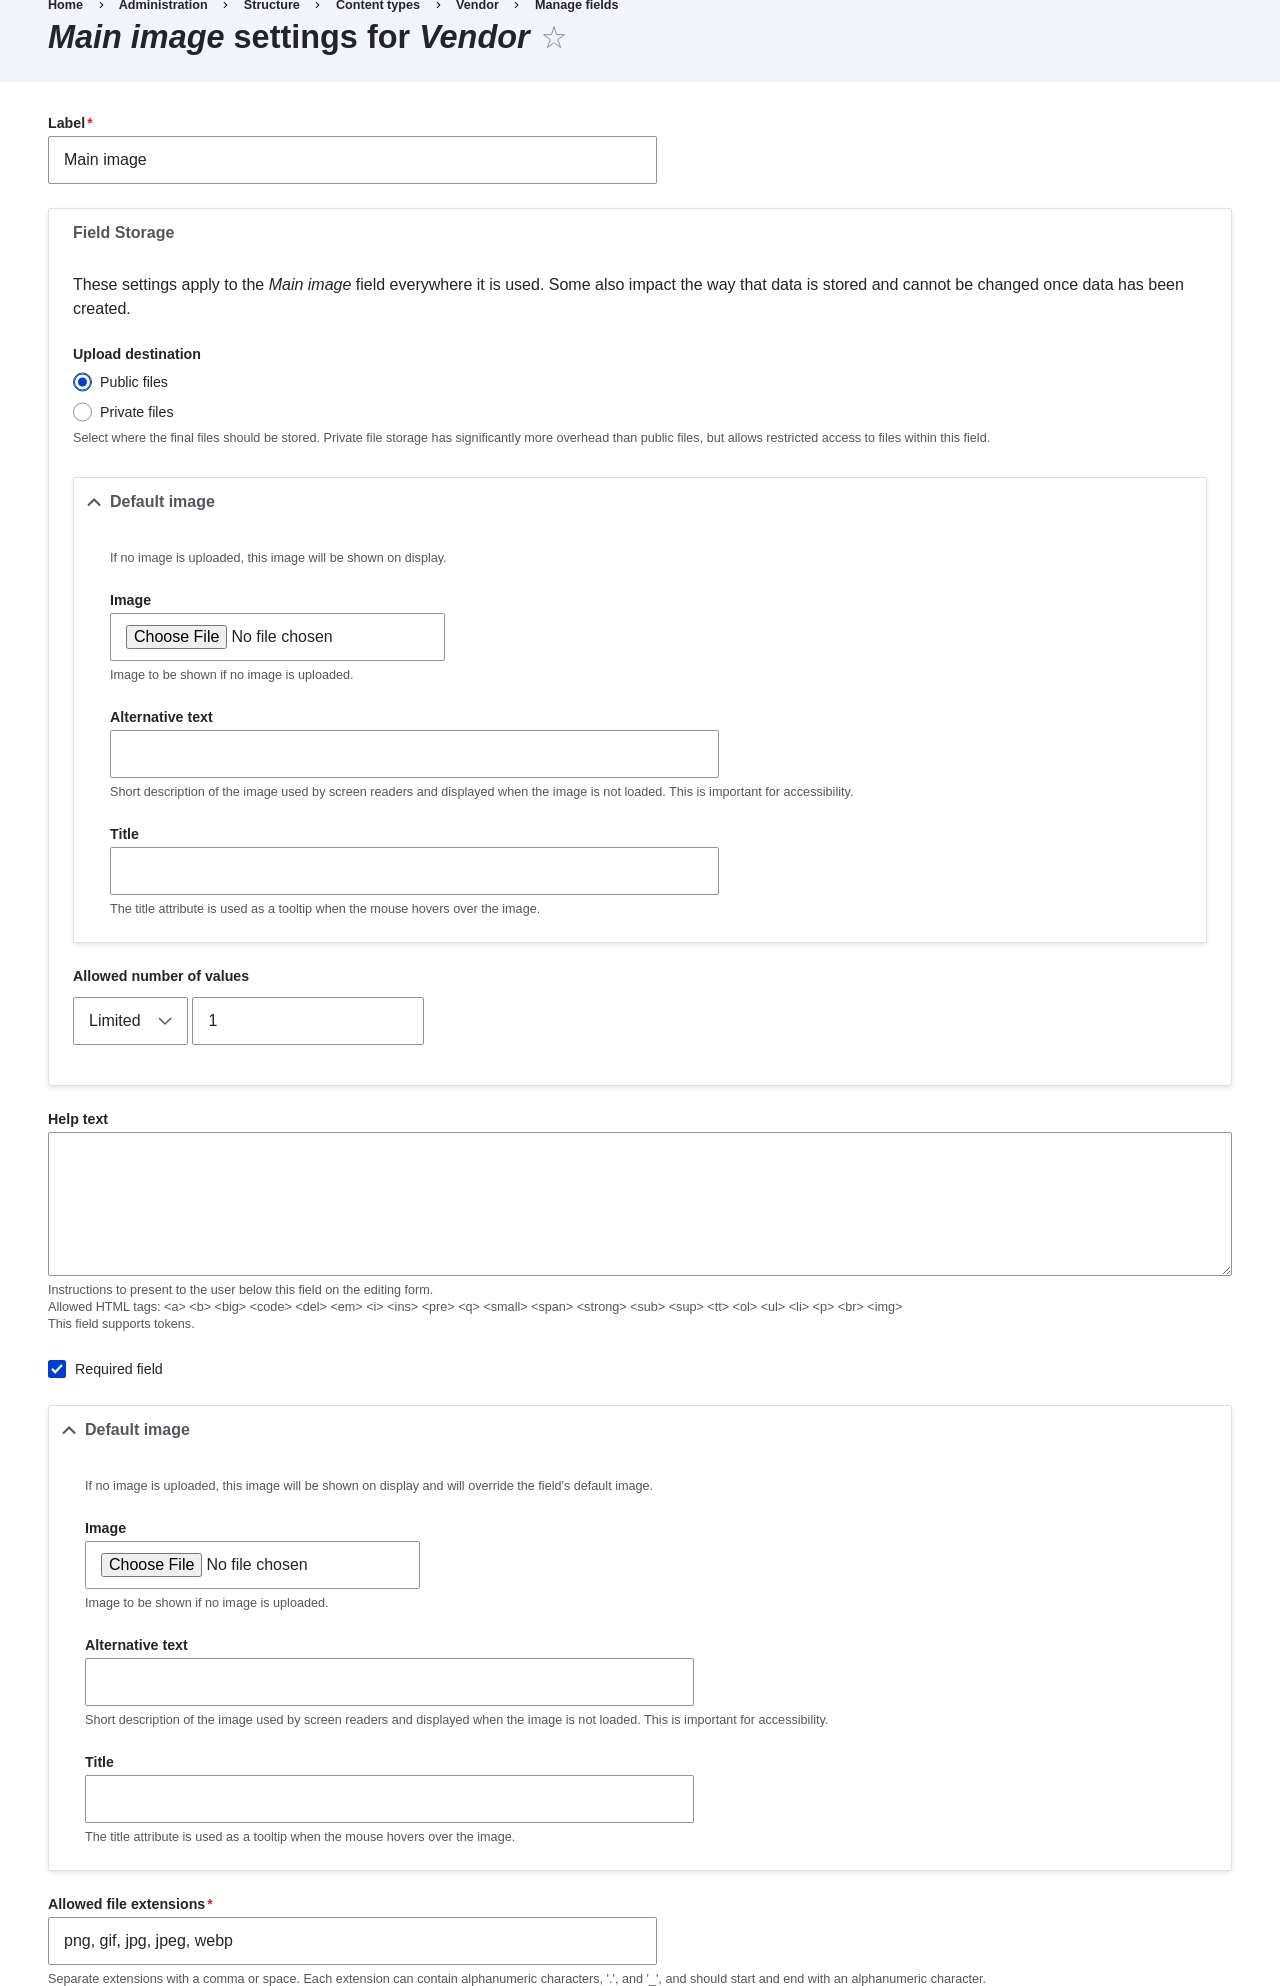 Home › Administration › Structure › Content types › Vendor › Manage fields
Main image settings for Vendor ☆
Label*
Main image
Field Storage
These settings apply to the Main image field everywhere it is used. Some also impact the way that data is stored and cannot be changed once data has been
created.
Upload destination
Public files
Private files
Select where the final files should be stored. Private file storage has significantly more overhead than public files, but allows restricted access to files within this field.
Default image
If no image is uploaded, this image will be shown on display.
Image
Choose File No file chosen
Image to be shown if no image is uploaded.
Alternative text
Short description of the image used by screen readers and displayed when the image is not loaded. This is important for accessibility.
Title
The title attribute is used as a tooltip when the mouse hovers over the image.
Allowed number of values
Limited 1
Help text
Instructions to present to the user below this field on the editing form.
Allowed HTML tags: <a> <b> <big> <code> <del> <em> <i> <ins> <pre> <q> <small> <span> <strong> <sub> <sup> <tt> <ol> <ul> <li> <p> <br> <img>
This field supports tokens.
Required field
Default image
If no image is uploaded, this image will be shown on display and will override the field's default image.
Image
Choose File No file chosen
Image to be shown if no image is uploaded.
Alternative text
Short description of the image used by screen readers and displayed when the image is not loaded. This is important for accessibility.
Title
The title attribute is used as a tooltip when the mouse hovers over the image.
Allowed file extensions*
png, gif, jpg, jpeg, webp
Separate extensions with a comma or space. Each extension can contain alphanumeric characters, '.', and '_', and should start and end with an alphanumeric character.